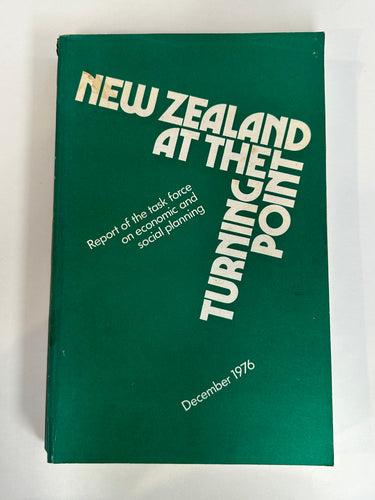 NEW ZEALAND
AT THE
TURNING
POINT
Report of the task force
on economic and
social planning
December 1976